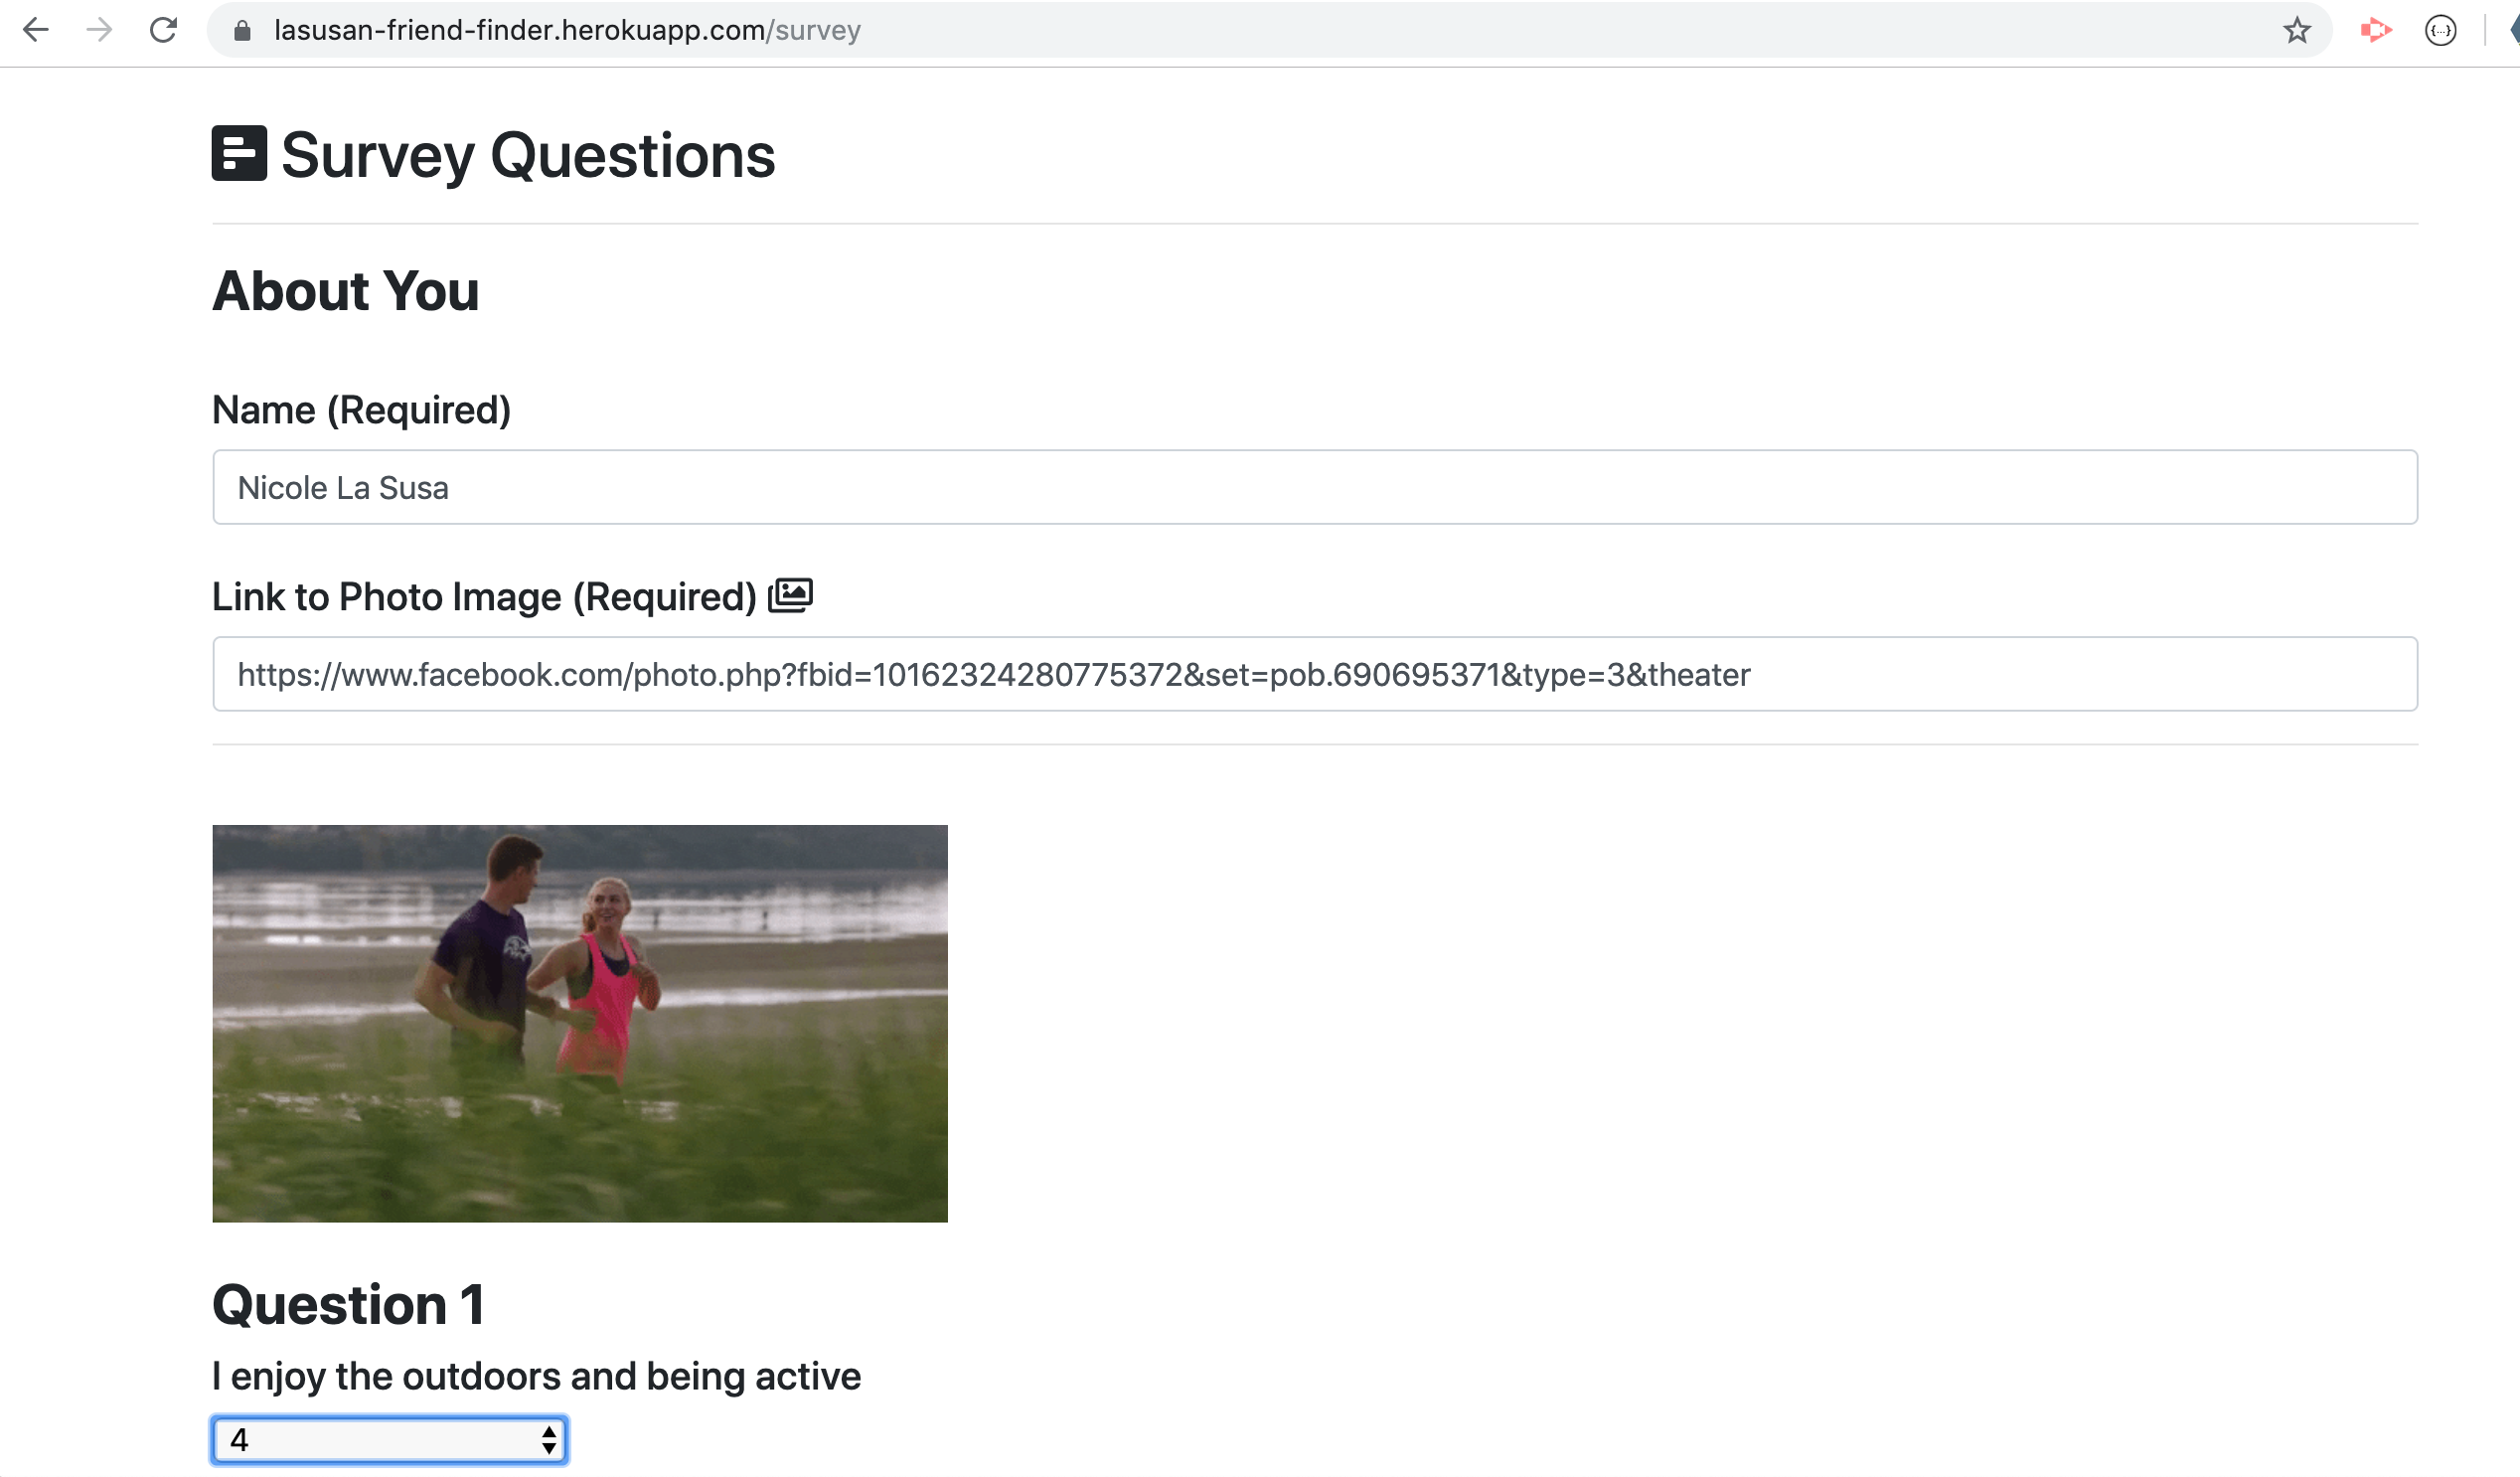 lasusan-friend-finder.herokuapp.com/survey
Survey Questions
About You
Name (Required)
Nicole La Susa
Link to Photo Image (Required)
https://www.facebook.com/photo.php?fbid=10162324280775372&set=pob.690695371&type=3&theater
Question 1
I enjoy the outdoors and being active
4